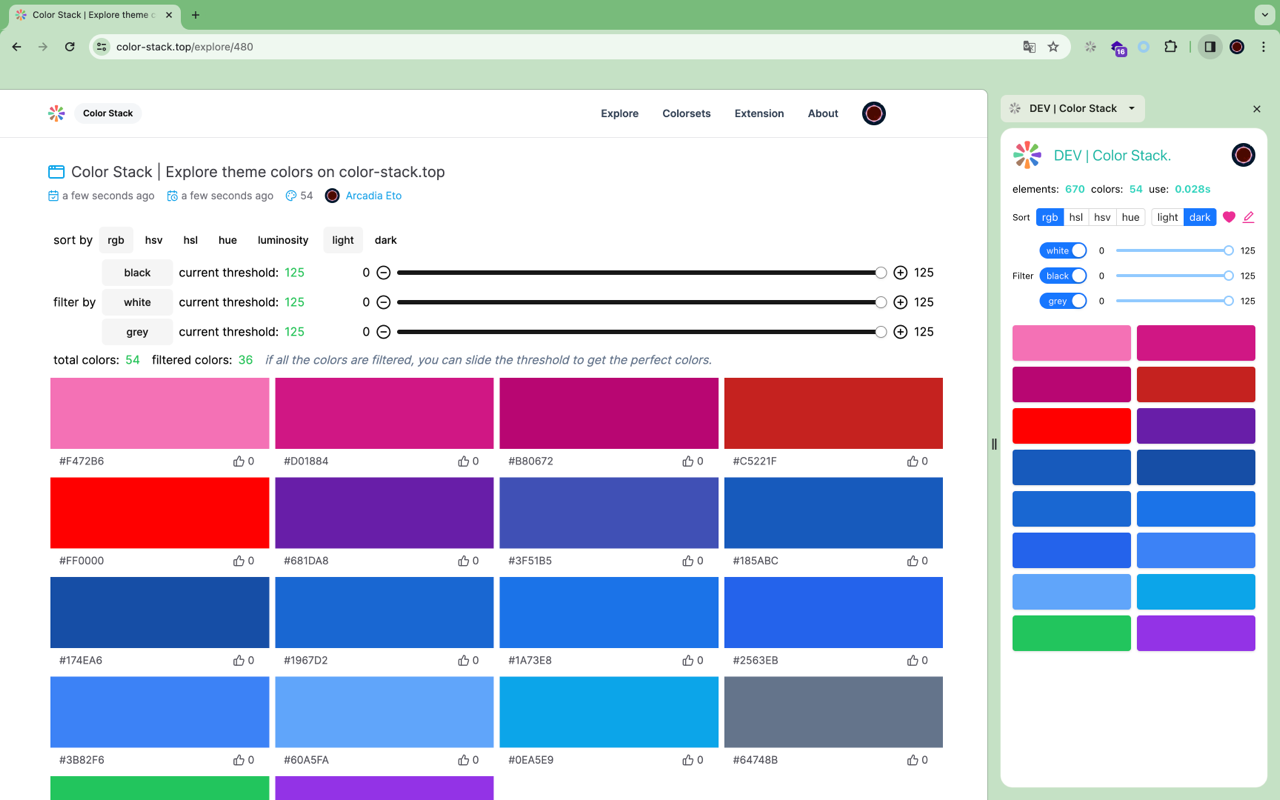 Color Stack | Explore theme c
color-stack.top/explore/480
16
Color Stack
Explore Colorsets Extension About
Color Stack | Explore theme colors on color-stack.top
a few seconds ago a few seconds ago 54 Arcadia Eto
sort by rgb hsv hsl hue luminosity light dark
black current threshold: 125 0 125
filter by white current threshold: 125 0 125
grey current threshold: 125 0 125
total colors: 54 filtered colors: 36 if all the colors are filtered, you can slide the threshold to get the perfect colors.
#F472B6 0 #D01884 0 #B80672 0 #C5221F 0
#FF0000 0 #681DA8 0 #3F51B5 0 #185ABC 0
#174EA6 0 #1967D2 0 #1A73E8 0 #2563EB 0
#3B82F6 0 #60A5FA 0 #0EA5E9 0 #64748B 0
DEV | Color Stack
DEV | Color Stack.
elements: 670 colors: 54 use: 0.028s
Sort rgb hsl hsv hue light dark
white 0 125
Filter black 0 125
grey 0 125